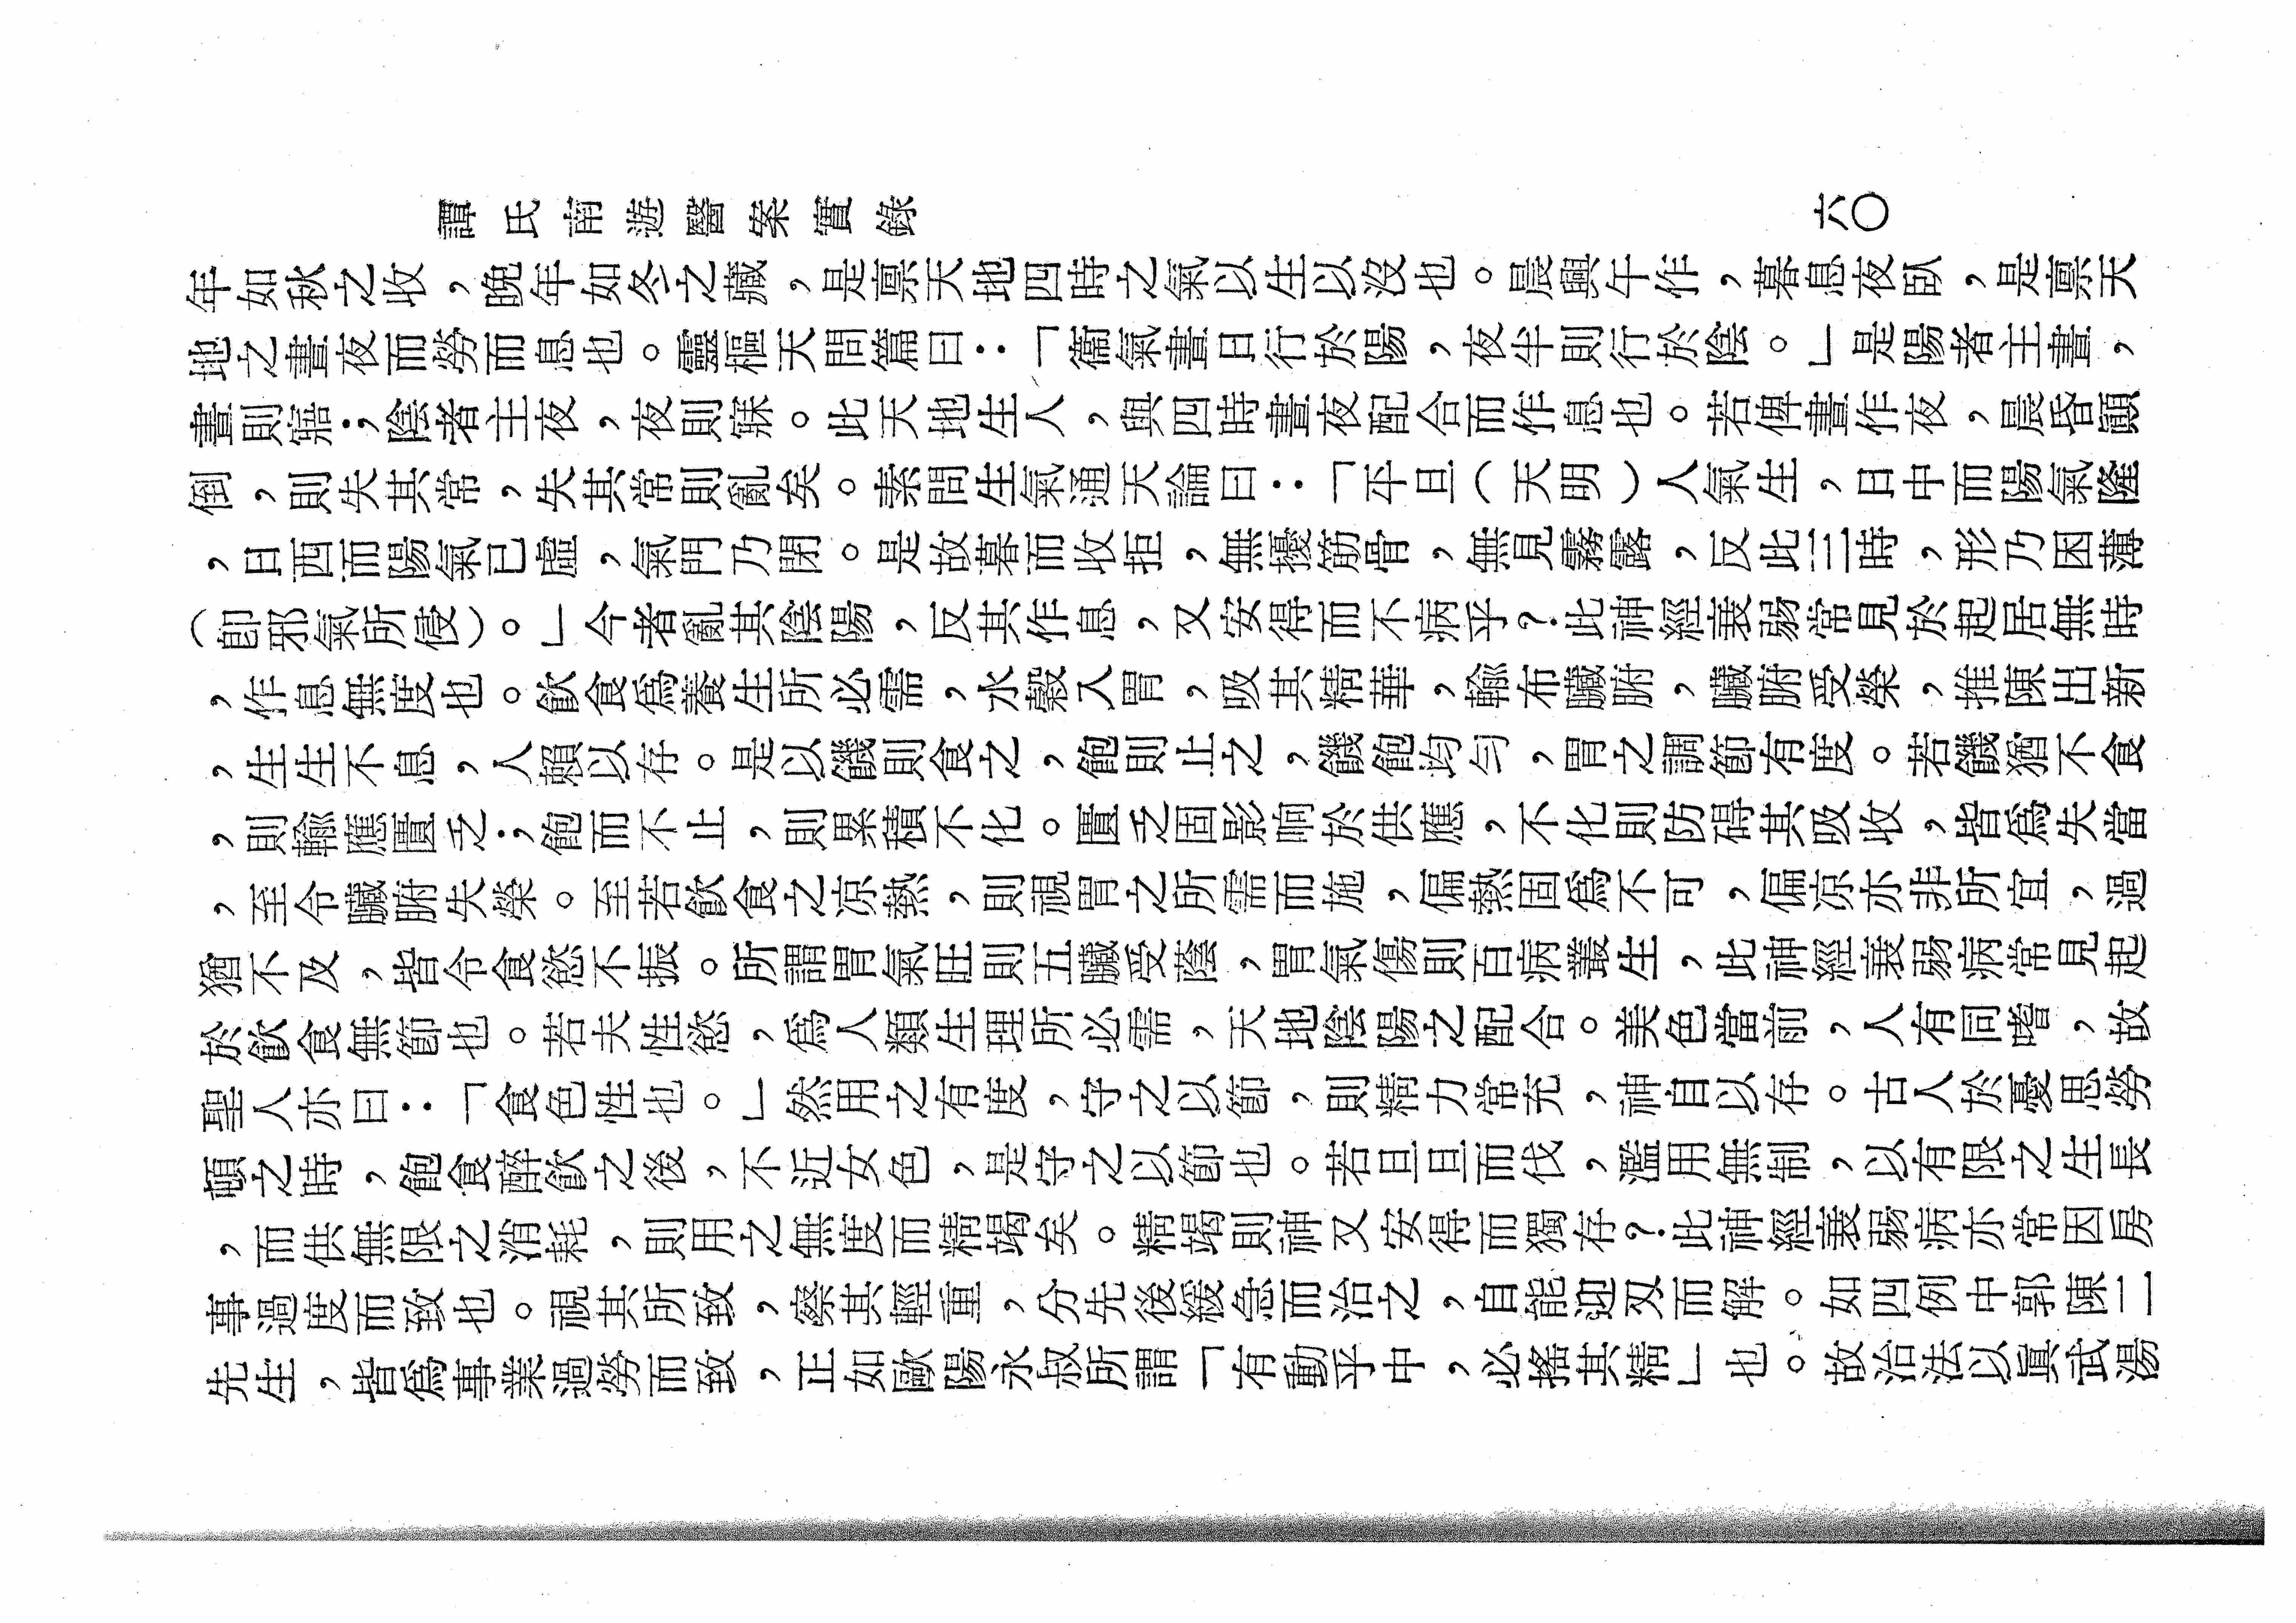 譚氏南遊醫案實錄
六〇
年如秋之收，晚年如冬之藏，是禀天地四時之氣以生以沒也。晨興午作，暮息夜臥，是禀天
地之晝夜而勞而息也。靈樞天問篇曰：「衞氣晝日行於陽，夜半則行於陰。」是陽者主晝，
晝則寤；陰者主夜，夜則寐。此天地生人，與四時晝夜配合而作息也。若俾晝作夜，晨昏顚
倒，則失其常，失其常則亂矣。素問生氣通天論曰：「平旦（天明）人氣生，日中而陽氣隆
，日西而陽氣已虛，氣門乃閉。是故暮而收拒，無擾筋骨，無見霧露，反此三時，形乃困薄
（卽邪氣所侵）。」今者亂其陰陽，反其作息，又安得而不病乎？此神經衰弱常見於起居無時
，作息無度也。飮食爲養生所必需，水穀入胃，吸其精華，輸布臟腑，臟腑受榮，推陳出新
，生生不息，人賴以存。是以饑則食之，飽則止之，饑飽均勻，胃之調節有度。若饑猶不食
，則輸應匱乏；飽而不止，則累積不化。匱乏固影响於供應，不化則防碍其吸收，皆爲失當
，至令臟腑失榮。至若飮食之凉熱，則視胃之所需而施，偏熱固爲不可，偏凉亦非所宜，過
猶不及，皆令食慾不振。所謂胃氣旺則五臟受蔭，胃氣傷則百病叢生，此神經衰弱病常見起
於飮食無節也。若夫性慾，爲人類生理所必需，天地陰陽之配合。美色當前，人有同嗜，故
聖人亦曰：「食色性也。」然用之有度，守之以節，則精力常充，神自以存。古人於憂思勞
頓之時，飽食醉飮之後，不近女色，是守之以節也。若旦旦而伐，濫用無制，以有限之生長
，而供無限之消耗，則用之無度而精竭矣。精竭則神又安得而獨存？此神經衰弱病亦常因房
事過度而致也。視其所致，察其輕重，分先後緩急而治之，自能迎刄而解。如四例中郭陳二
先生，皆爲事業過勞而致，正如歐陽永叔所謂「有動乎中，必搖其精」也。故治法以眞武湯